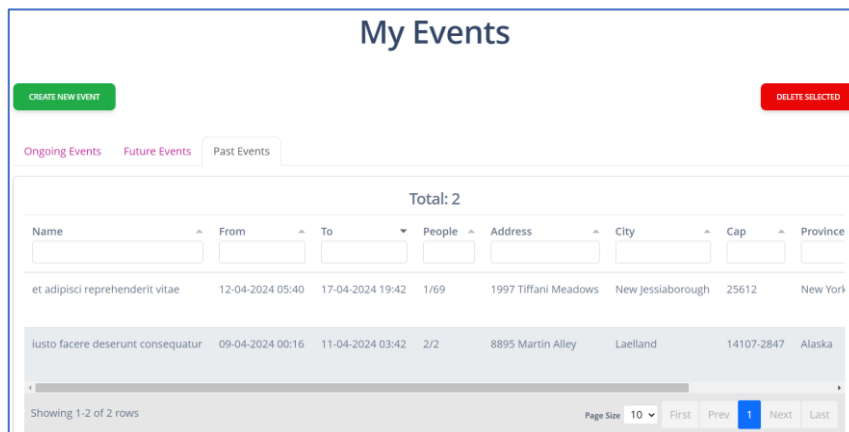 My Events
CREATE NEW EVENT DELETE SELECTED
Ongoing Events Future Events Past Events
Total: 2
Name From To People Address City Cap Province
et adipisci reprehenderit vitae 12-04-2024 05:40 17-04-2024 19:42 1/69 1997 Tiffani Meadows New Jessiaborough 25612 New York
iusto facere deserunt consequatur 09-04-2024 00:16 11-04-2024 03:42 2/2 8895 Martin Alley Laelland 14107-2847 Alaska
Showing 1-2 of 2 rows Page Size 10 First Prev 1 Next Last